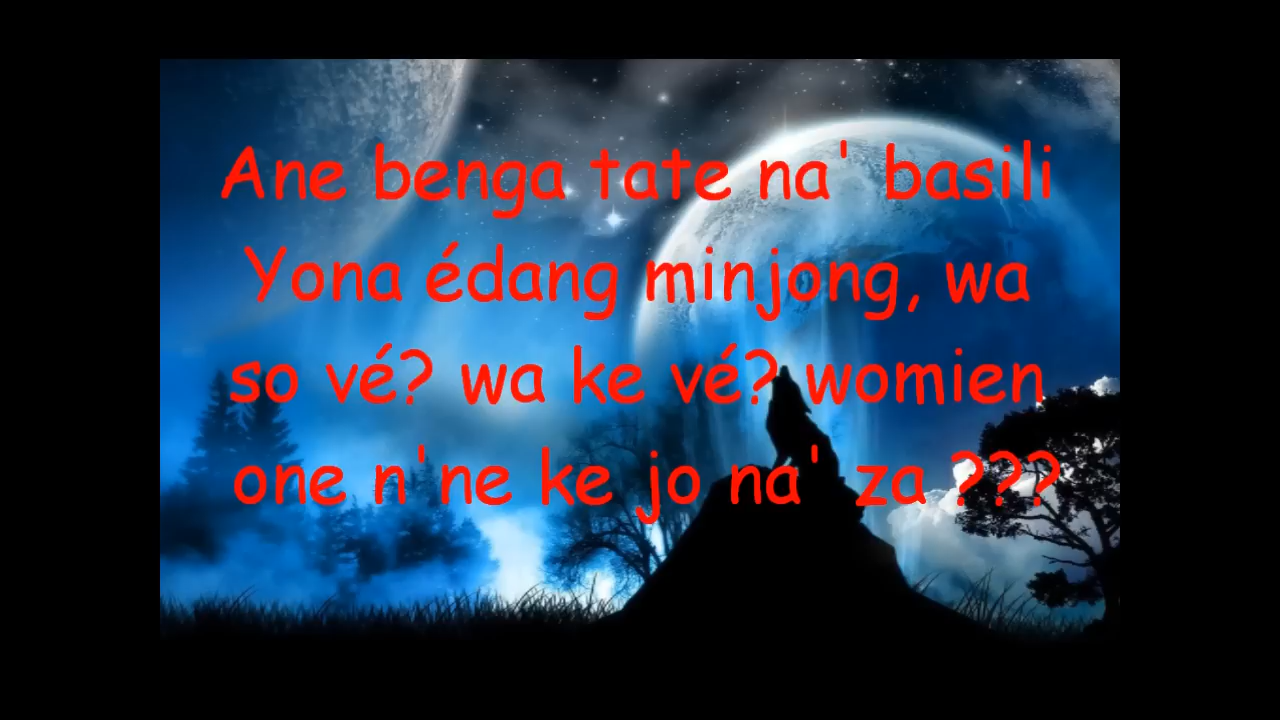 Ane benga tate na' basili
Yona édang minjong, wa
so vé? wa ke vé? womien
one n'ne ke jo na' za ???